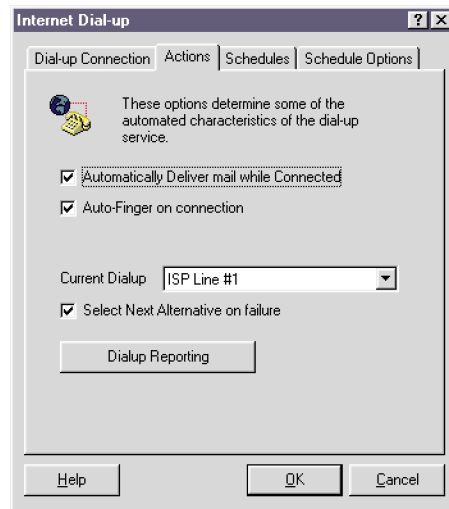 Internet Dial-up
Dial-up Connection Actions Schedules Schedule Options
These options determine some of the
automated characteristics of the dial-up
service.
Automatically Deliver mail while Connected
Auto-Finger on connection
Current Dialup ISP Line #1
Select Next Alternative on failure
Dialup Reporting
Help OK Cancel